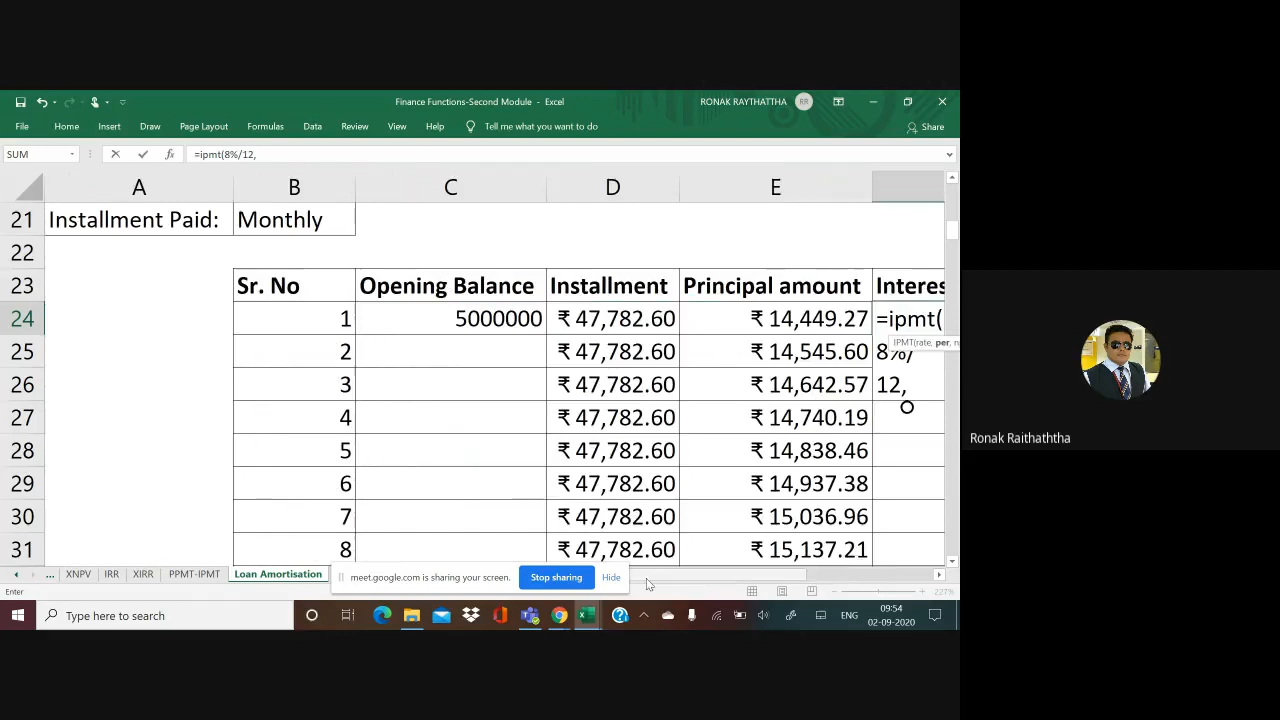 Finance Functions-Second Module - Excel
RONAK RAYTHATTHA RR
File Home Insert Draw Page Layout Formulas Data Review View Help Tell me what you want to do Share
SUM fx =ipmt(8%/12,
A B C D E
21 Installment Paid: Monthly
22
23 Sr. No Opening Balance Installment Principal amount Interes
24 1 5000000 ₹ 47,782.60 ₹ 14,449.27 =ipmt(
IPMT(rate, per, n
25 2 ₹ 47,782.60 ₹ 14,545.60 8%/
26 3 ₹ 47,782.60 ₹ 14,642.57 12,
27 4 ₹ 47,782.60 ₹ 14,740.19
28 5 ₹ 47,782.60 ₹ 14,838.46
29 6 ₹ 47,782.60 ₹ 14,937.38
30 7 ₹ 47,782.60 ₹ 15,036.96
31 8 ₹ 47,782.60 ₹ 15,137.21
... XNPV IRR XIRR PPMT-IPMT Loan Amortisation
meet.google.com is sharing your screen. Stop sharing Hide
Enter 227%
Type here to search ENG 09:54
02-09-2020
Ronak Raithaththa